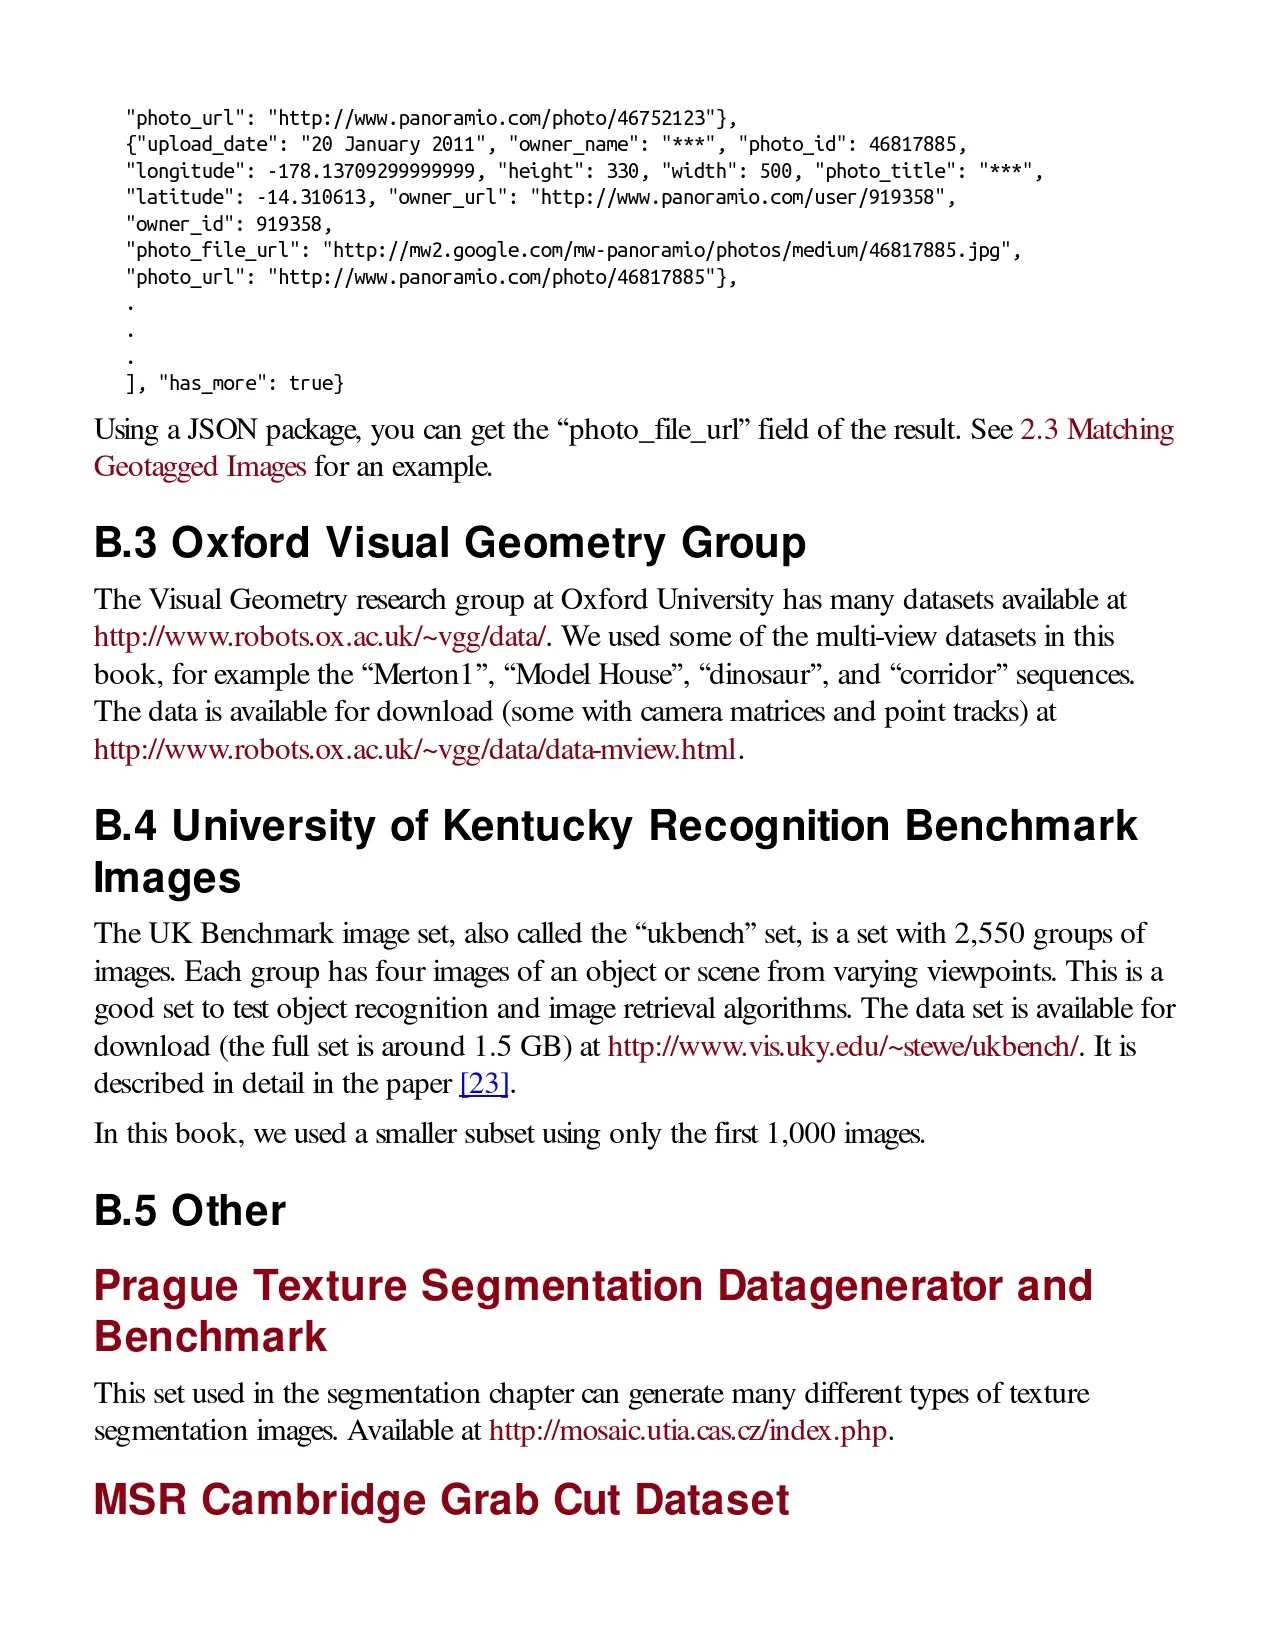 "photo_url": "http://www.panoramio.com/photo/46752123"},
{"upload_date": "20 January 2011", "owner_name": "***", "photo_id": 46817885,
"longitude": -178.13709299999999, "height": 330, "width": 500, "photo_title": "***",
"latitude": -14.310613, "owner_url": "http://www.panoramio.com/user/919358",
"owner_id": 919358,
"photo_file_url": "http://mw2.google.com/mw-panoramio/photos/medium/46817885.jpg",
"photo_url": "http://www.panoramio.com/photo/46817885"},
.
.
.
], "has_more": true}
Using a JSON package, you can get the “photo_file_url” field of the result. See 2.3 Matching
Geotagged Images for an example.
B.3 Oxford Visual Geometry Group
The Visual Geometry research group at Oxford University has many datasets available at
http://www.robots.ox.ac.uk/~vgg/data/. We used some of the multi-view datasets in this
book, for example the “Merton1”, “Model House”, “dinosaur”, and “corridor” sequences.
The data is available for download (some with camera matrices and point tracks) at
http://www.robots.ox.ac.uk/~vgg/data/data-mview.html.
B.4 University of Kentucky Recognition Benchmark
Images
The UK Benchmark image set, also called the “ukbench” set, is a set with 2,550 groups of
images. Each group has four images of an object or scene from varying viewpoints. This is a
good set to test object recognition and image retrieval algorithms. The data set is available for
download (the full set is around 1.5 GB) at http://www.vis.uky.edu/~stewe/ukbench/. It is
described in detail in the paper [23].
In this book, we used a smaller subset using only the first 1,000 images.
B.5 Other
Prague Texture Segmentation Datagenerator and
Benchmark
This set used in the segmentation chapter can generate many different types of texture
segmentation images. Available at http://mosaic.utia.cas.cz/index.php.
MSR Cambridge Grab Cut Dataset